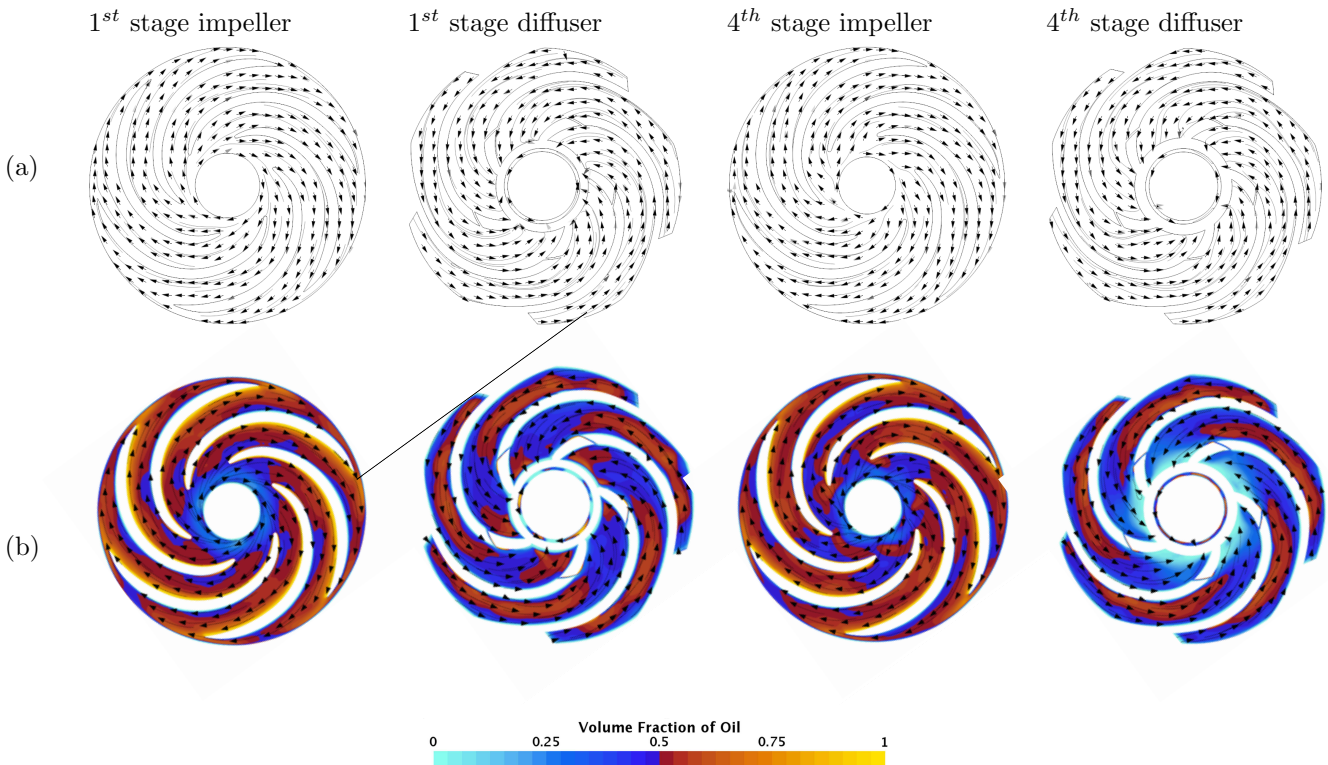 1st stage impeller 1st stage diffuser 4th stage impeller 4th stage diffuser
(a)
(b)
Volume Fraction of Oil
0 0.25 0.5 0.75 1